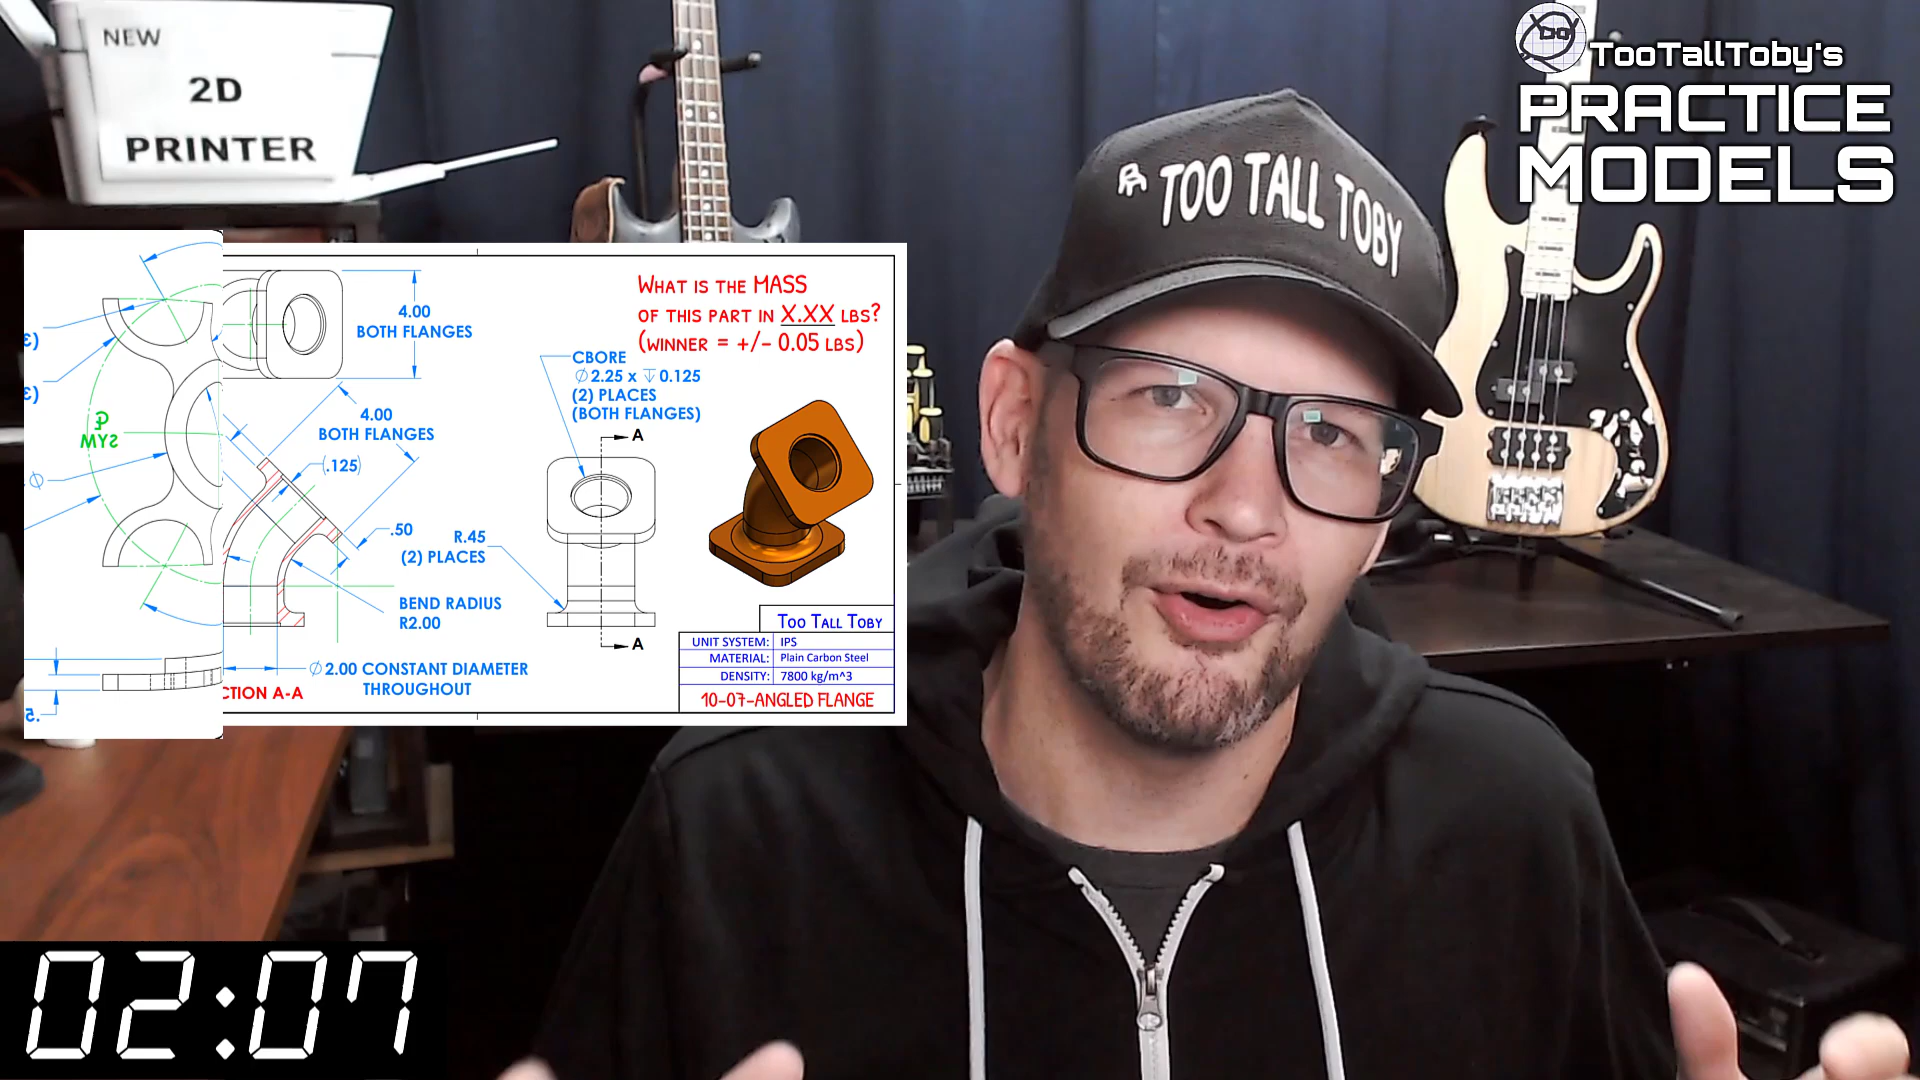 NEW
2D
PRINTER
TooTallToby's
PRACTICE
MODELS
TOO TALL TOBY
WHAT IS THE MASS
OF THIS PART IN X.XX LBS?
(WINNER = +/- 0.05 LBS)
4.00
BOTH FLANGES
CBORE
∅2.25 x ↧0.125
(2) PLACES
(BOTH FLANGES)
A
4.00
BOTH FLANGES
(.125)
SYM
.50
R.45
(2) PLACES
BEND RADIUS
R2.00
A
∅2.00 CONSTANT DIAMETER
THROUGHOUT
CTION A-A
.5
TOO TALL TOBY
UNIT SYSTEM: IPS
MATERIAL: Plain Carbon Steel
DENSITY: 7800 kg/m^3
10-07-ANGLED FLANGE
02:07